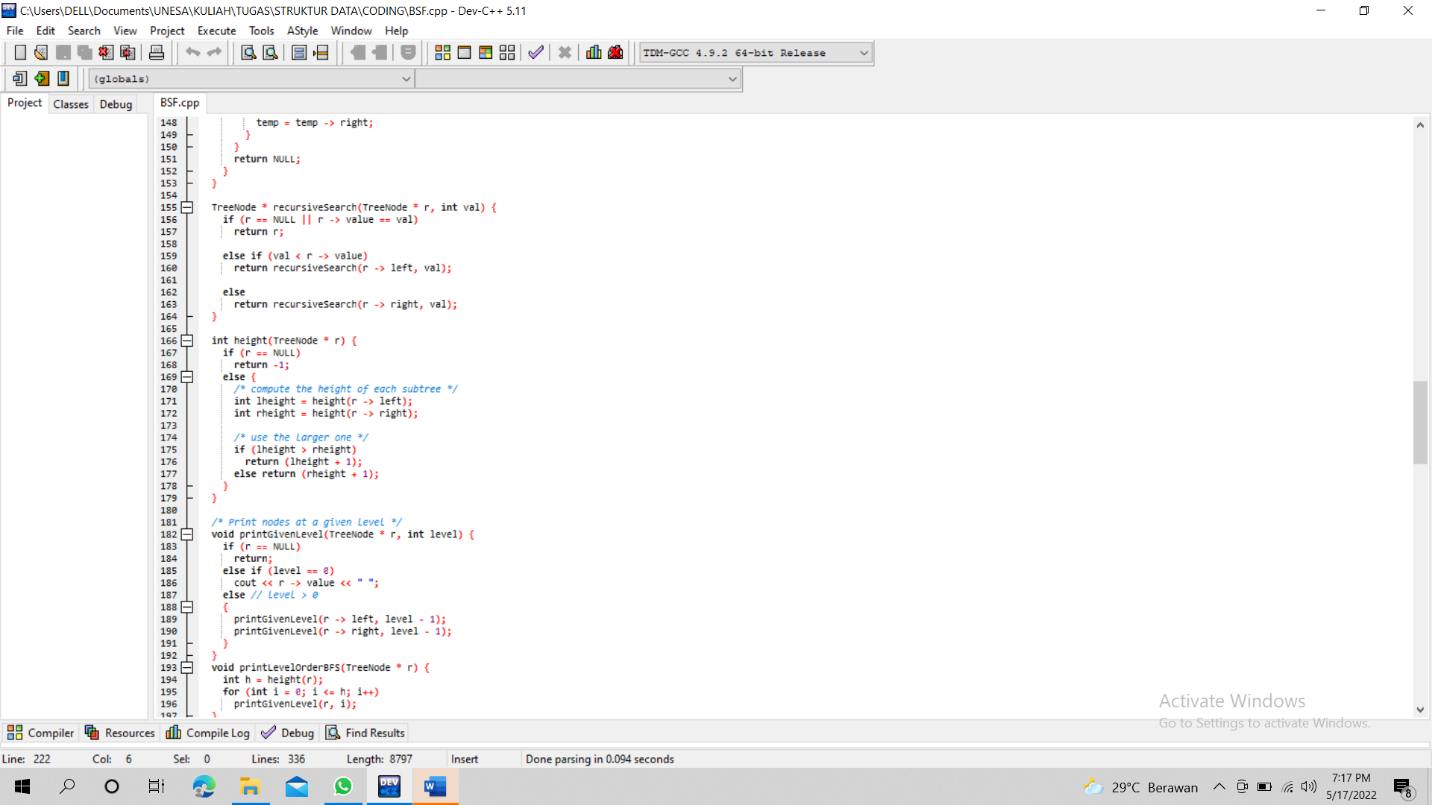 C:\Users\DELL\Documents\UNESA\KULIAH\TUGAS\STRUKTUR DATA\CODING\BSF.cpp - Dev-C++ 5.11
File Edit Search View Project Execute Tools AStyle Window Help
TDM-GCC 4.9.2 64-bit Release
(globals)
Project Classes Debug BSF.cpp
148 temp = temp -> right;
149 }
150 }
151 return NULL;
152 }
153 }
154
155 TreeNode * recursiveSearch(TreeNode * r, int val) {
156 if (r == NULL || r -> value == val)
157 return r;
158
159 else if (val < r -> value)
160 return recursiveSearch(r -> left, val);
161
162 else
163 return recursiveSearch(r -> right, val);
164 }
165
166 int height(TreeNode * r) {
167 if (r == NULL)
168 return -1;
169 else {
170 /* compute the height of each subtree */
171 int lheight = height(r -> left);
172 int rheight = height(r -> right);
173
174 /* use the larger one */
175 if (lheight > rheight)
176 return (lheight + 1);
177 else return (rheight + 1);
178 }
179 }
180
181 /* Print nodes at a given level */
182 void printGivenLevel(TreeNode * r, int level) {
183 if (r == NULL)
184 return;
185 else if (level == 0)
186 cout << r -> value << " ";
187 else // level > 0
188 {
189 printGivenLevel(r -> left, level - 1);
190 printGivenLevel(r -> right, level - 1);
191 }
192 }
193 void printLevelOrderBFS(TreeNode * r) {
194 int h = height(r);
195 for (int i = 0; i <= h; i++)
196 printGivenLevel(r, i);
197 }
Activate Windows
Go to Settings to activate Windows.
Compiler Resources Compile Log Debug Find Results
Line: 222 Col: 6 Sel: 0 Lines: 336 Length: 8797 Insert Done parsing in 0.094 seconds
DEV
W
29°C Berawan
7:17 PM
5/17/2022
8